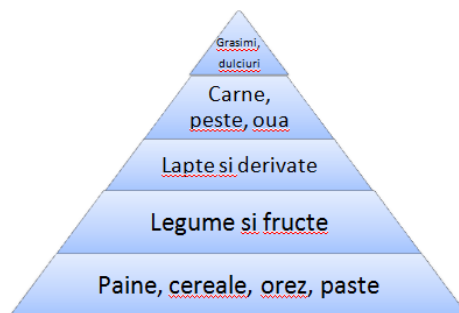 Grasimi,
dulciuri
Carne,
peste, oua
Lapte si derivate
Legume si fructe
Paine, cereale, orez, paste